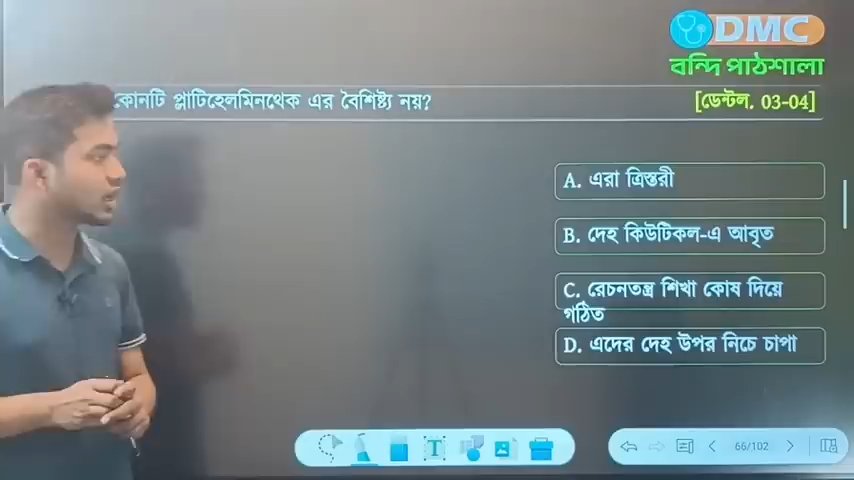 DMC
বন্দি পাঠশালা
কোনটি প্লাটিহেলমিনথেক এর বৈশিষ্ট্য নয়?
[ডেন্টাল. 03-04]
A. এরা ত্রিস্তরী
B. দেহ কিউটিকল-এ আবৃত
C. রেচনতন্ত্র শিখা কোষ দিয়ে
গঠিত
D. এদের দেহ উপর নিচে চাপা
66/102